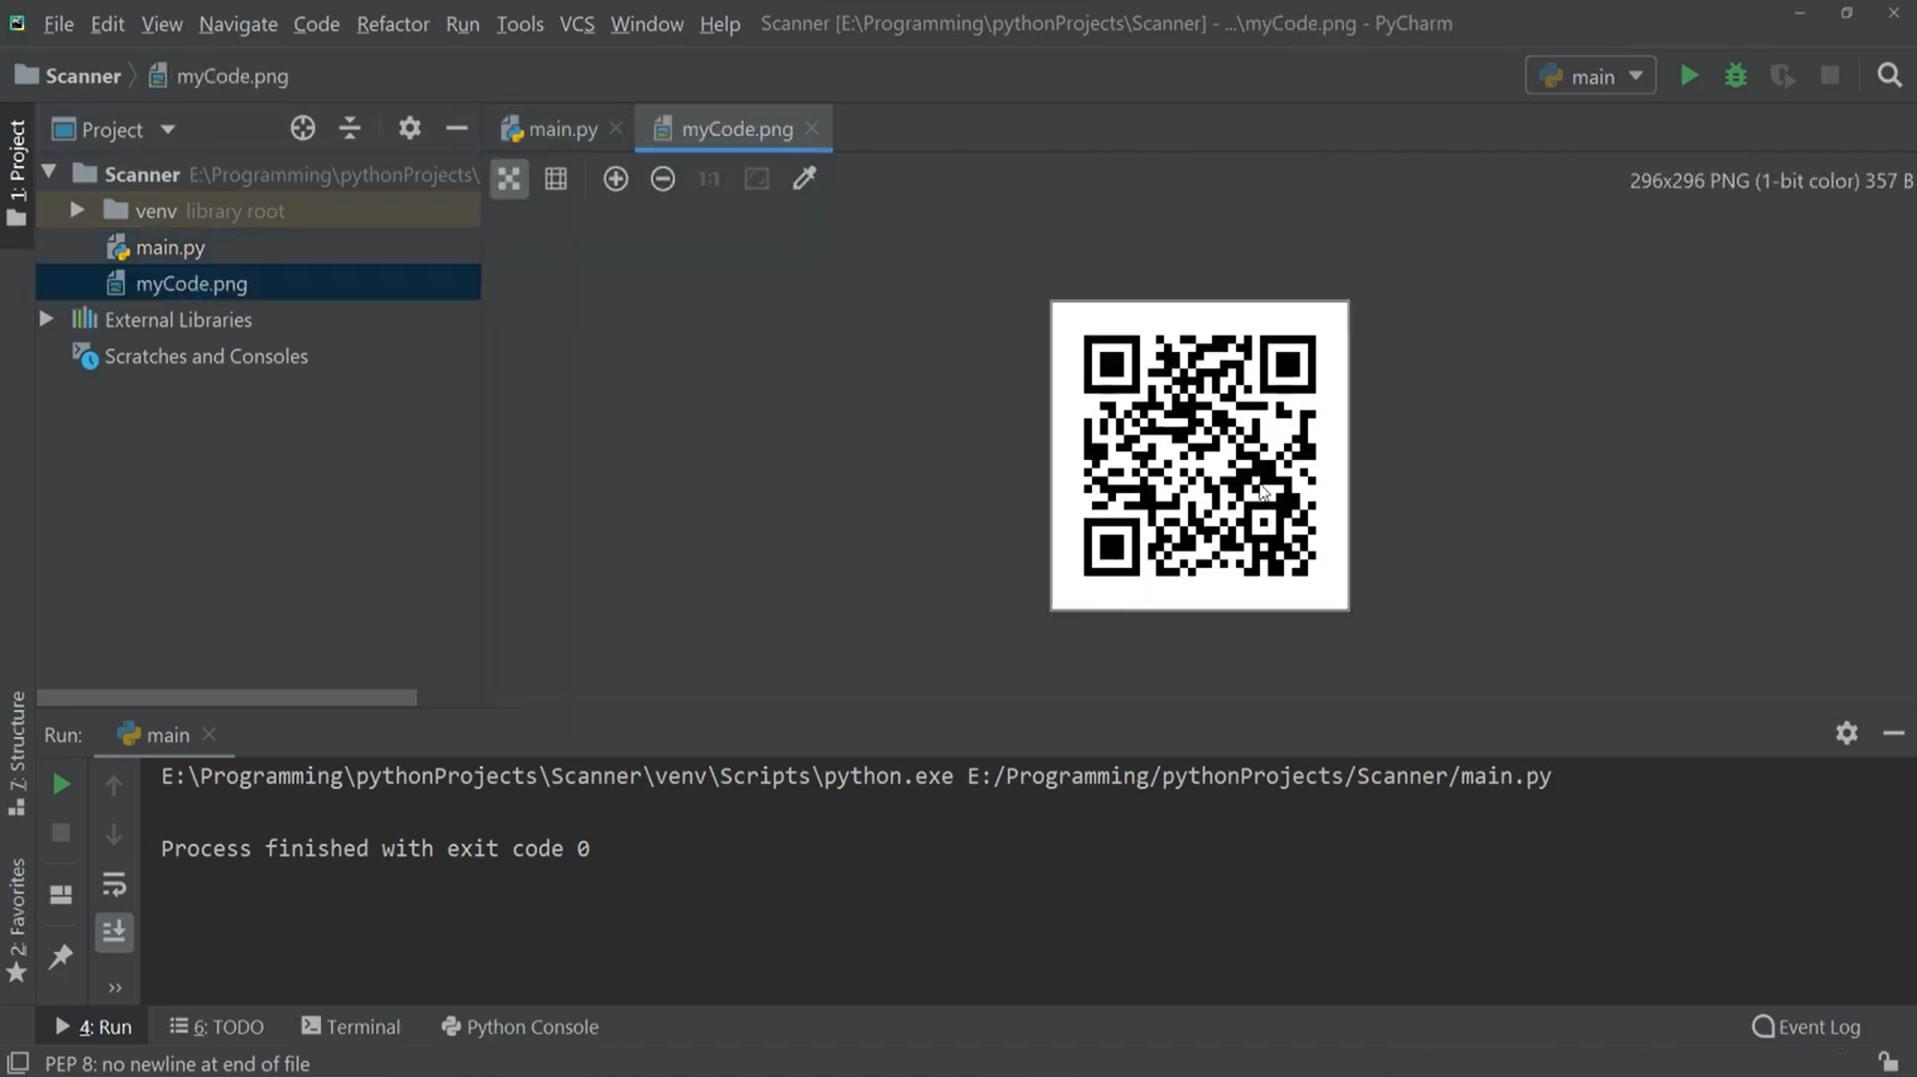 File Edit View Navigate Code Refactor Run Tools VCS Window Help Scanner [E:\Programming\pythonProjects\Scanner] - ...\myCode.png - PyCharm
Scanner myCode.png main
1: Project
Project main.py myCode.png
Scanner E:\Programming\pythonProjects\
1:1
296x296 PNG (1-bit color) 357 B
venv library root
main.py
myCode.png
External Libraries
Scratches and Consoles
7: Structure
2: Favorites
Run: main
E:\Programming\pythonProjects\Scanner\venv\Scripts\python.exe E:/Programming/pythonProjects/Scanner/main.py
Process finished with exit code 0
4: Run 6: TODO Terminal Python Console Event Log
PEP 8: no newline at end of file